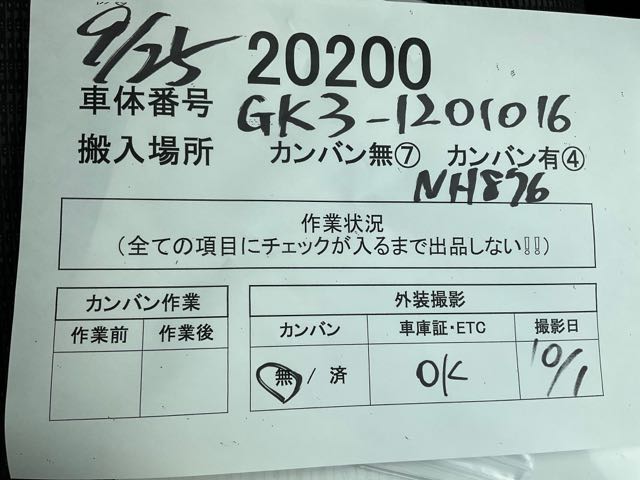 9/25 20200
車体番号 GK3-1201016
搬入場所 カンバン無⑦ カンバン有④
NH876
作業状況
(全ての項目にチェックが入るまで出品しない!!)
カンバン作業
作業前 作業後
外装撮影
カンバン 車庫証・ETC 撮影日
無 / 済 OK 10/1